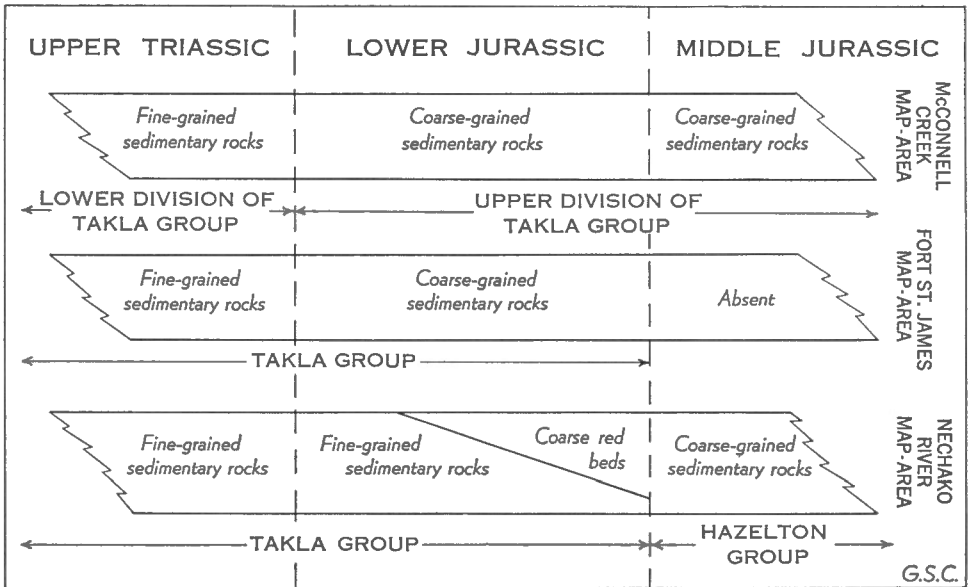 UPPER TRIASSIC
LOWER JURASSIC
MIDDLE JURASSIC
Fine-grained
sedimentary rocks
Coarse-grained
sedimentary rocks
Coarse-grained
sedimentary rocks
McCONNELL
CREEK
MAP-AREA
LOWER DIVISION OF
TAKLA GROUP
UPPER DIVISION OF
TAKLA GROUP
Fine-grained
sedimentary rocks
Coarse-grained
sedimentary rocks
Absent
FORT ST. JAMES
MAP-AREA
TAKLA GROUP
Fine-grained
sedimentary rocks
Fine-grained
sedimentary rocks
Coarse red
beds
Coarse-grained
sedimentary rocks
NECHAKO
RIVER
MAP-AREA
TAKLA GROUP
HAZELTON
GROUP
G.S.C.